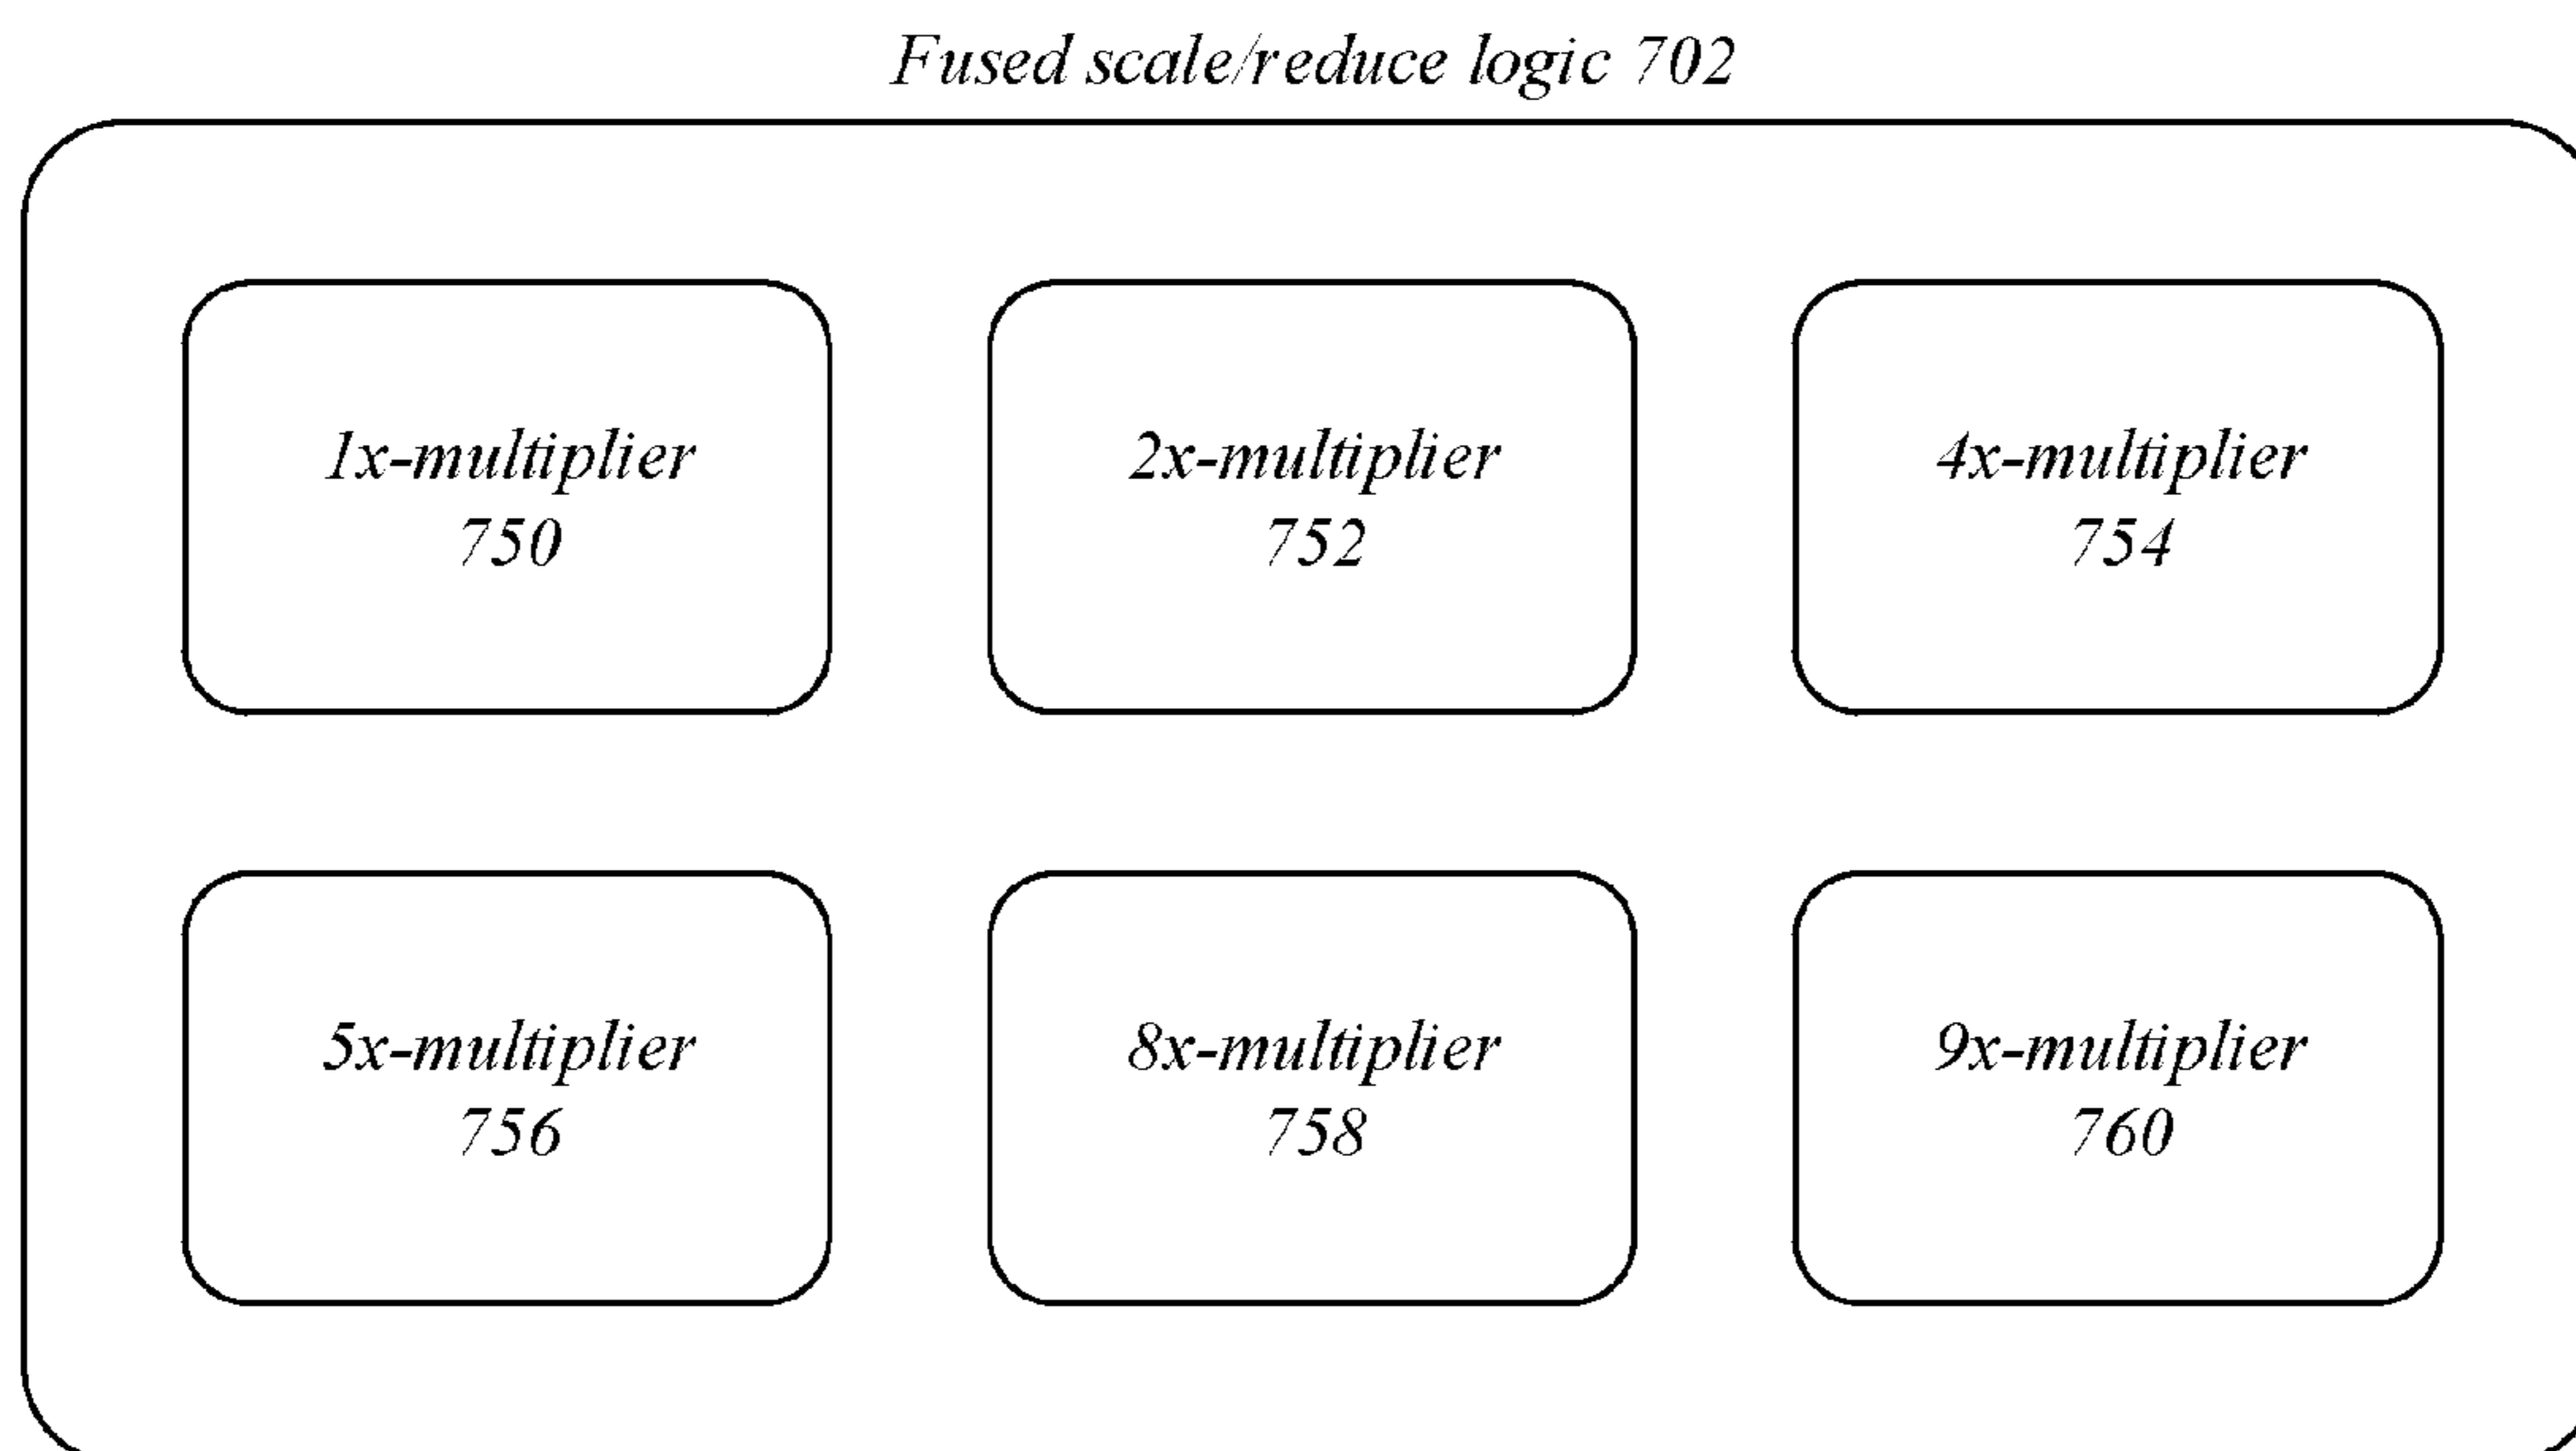 Fused scale/reduce logic 702
1x-multiplier
750
2x-multiplier
752
4x-multiplier
754
5x-multiplier
756
8x-multiplier
758
9x-multiplier
760